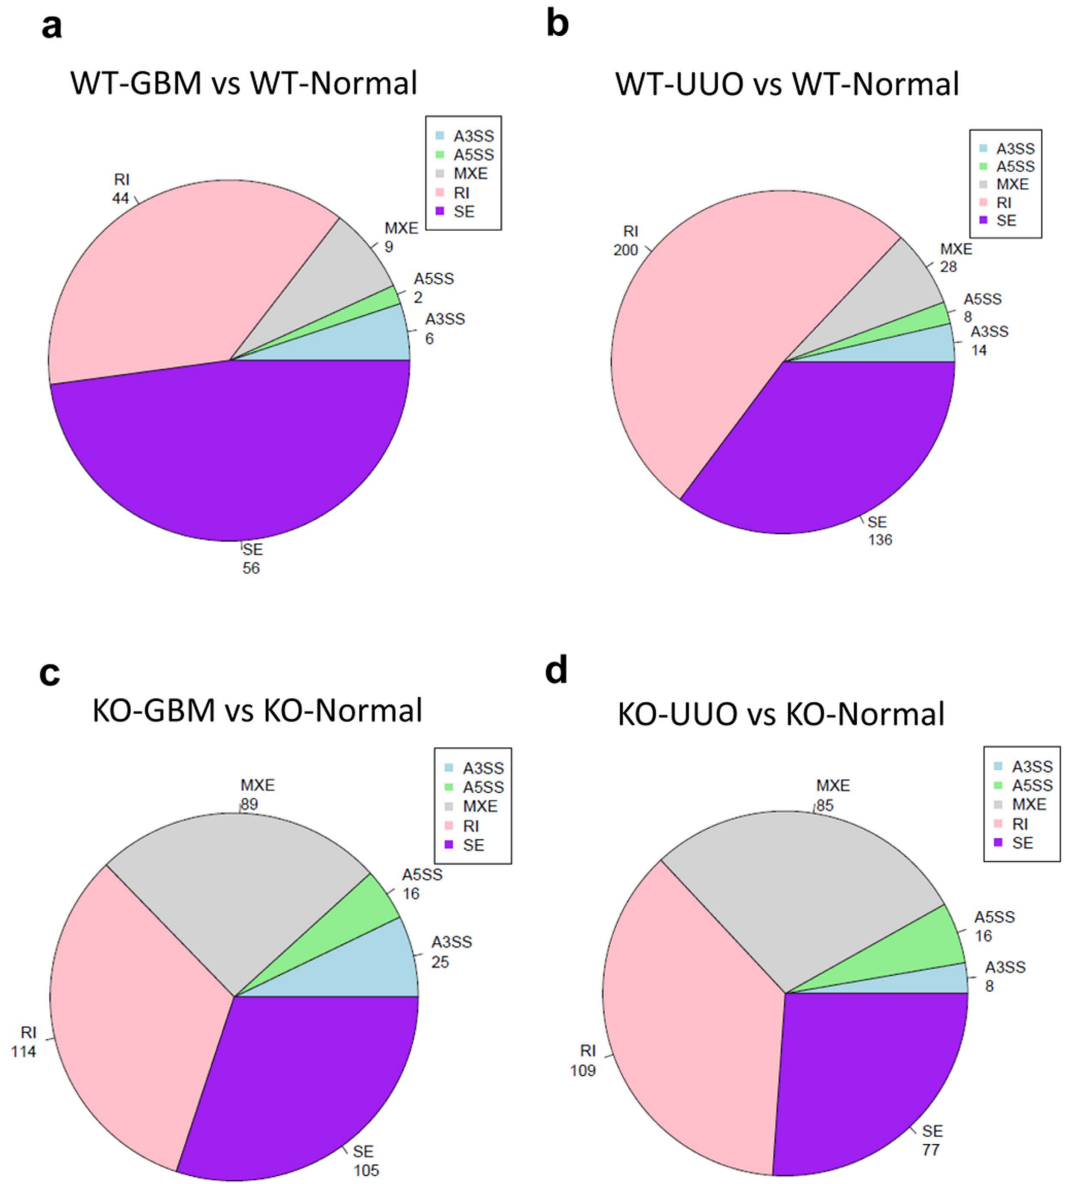 a
WT-GBM vs WT-Normal
A3SS
A5SS
MXE
RI
SE
RI
44
MXE
9
A5SS
2
A3SS
6
SE
56
b
WT-UUO vs WT-Normal
A3SS
A5SS
MXE
RI
SE
RI
200
MXE
28
A5SS
8
A3SS
14
SE
136
c
KO-GBM vs KO-Normal
A3SS
A5SS
MXE
RI
SE
MXE
89
A5SS
16
A3SS
25
RI
114
SE
105
d
KO-UUO vs KO-Normal
A3SS
A5SS
MXE
RI
SE
MXE
85
A5SS
16
A3SS
8
RI
109
SE
77